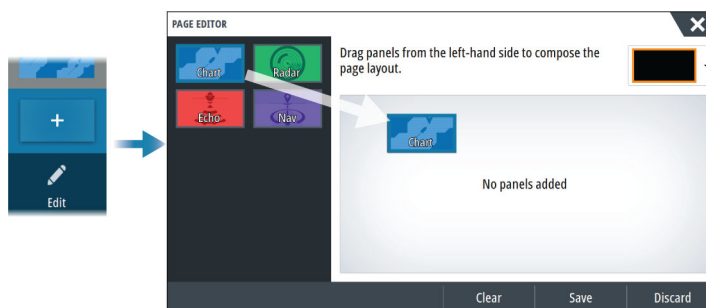 PAGE EDITOR
Drag panels from the left-hand side to compose the
page layout.
Chart
Radar
Echo
Nav
+
Edit
Chart
No panels added
Clear
Save
Discard